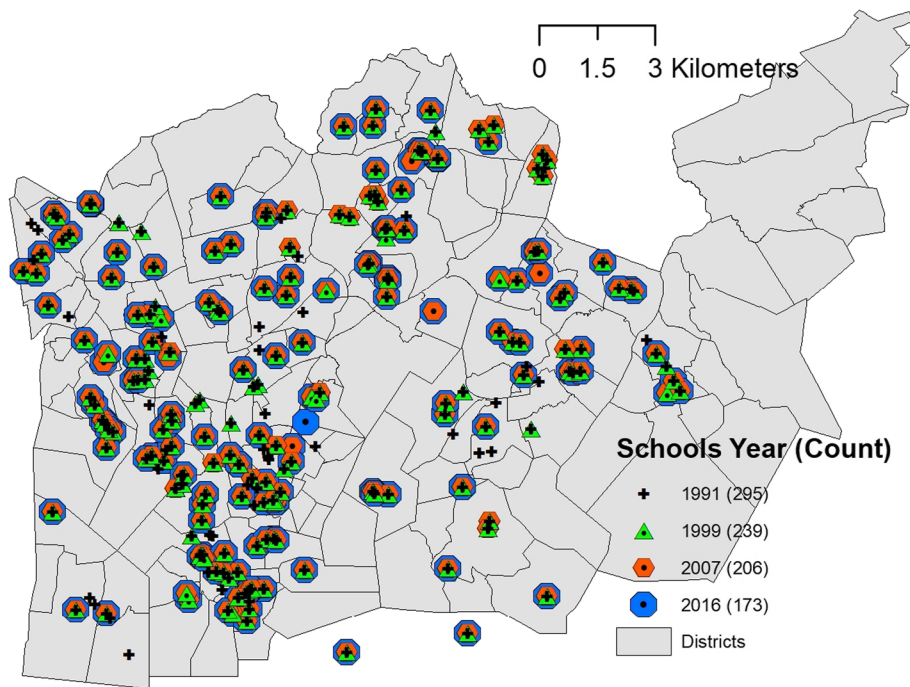 0 1.5 3 Kilometers
Schools Year (Count)
1991 (295)
1999 (239)
2007 (206)
2016 (173)
Districts